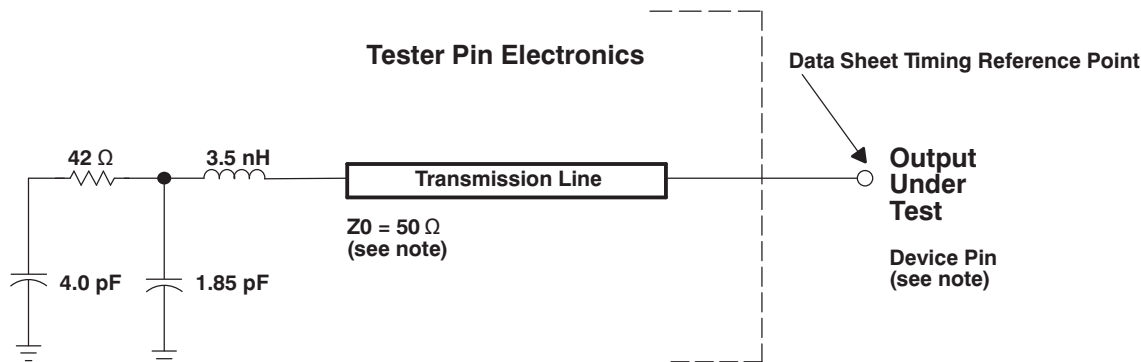 Tester Pin Electronics
Data Sheet Timing Reference Point
42 Ω
3.5 nH
Transmission Line
Output
Under
Test
Z0 = 50 Ω
(see note)
Device Pin
(see note)
4.0 pF
1.85 pF